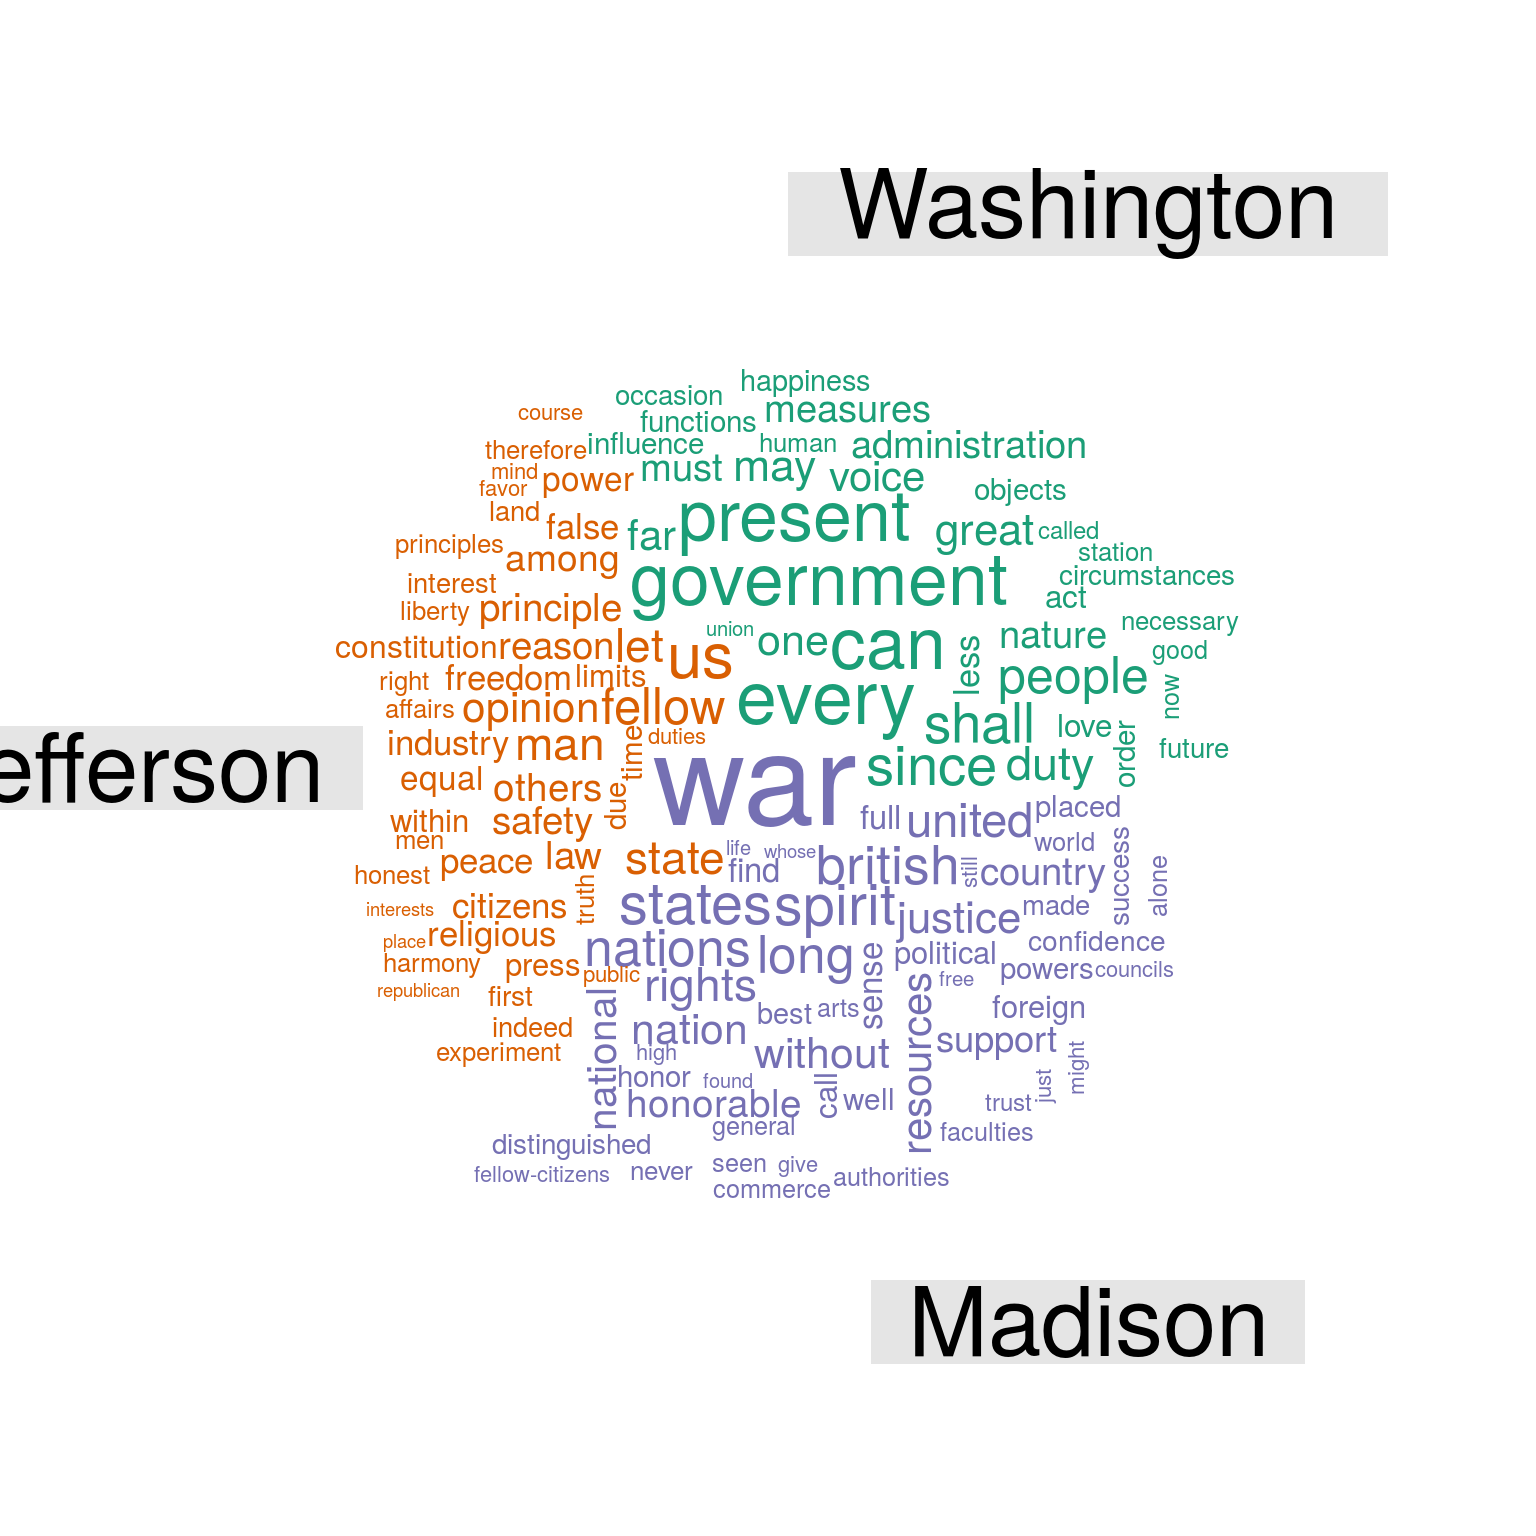 Washington
happiness
occasion
measures
course
functions
influence
human
administration
therefore
must
may
voice
mind
power
favor
objects
land
present
false
far
great
called
principles
among
station
government
circumstances
interest
act
liberty
principle
union
one
can
nature
necessary
constitution
reason
let
us
less
good
right
freedom
limits
people
now
affairs
opinion
fellow
every
shall
love
order
future
industry
man
time
duties
war
since
duty
efferson
equal
others
due
placed
within
safety
full
united
men
world
peace
law
state
life
whose
british
still
country
success
alone
honest
find
truth
interests
citizens
states
spirit
justice
made
place
religious
nations
long
sense
political
confidence
harmony
press
public
powers
councils
republican
first
rights
free
resources
foreign
indeed
national
nation
best
arts
experiment
high
without
support
might
honor
found
call
just
honorable
well
trust
general
faculties
distinguished
fellow-citizens
never
seen
give
authorities
commerce
Madison